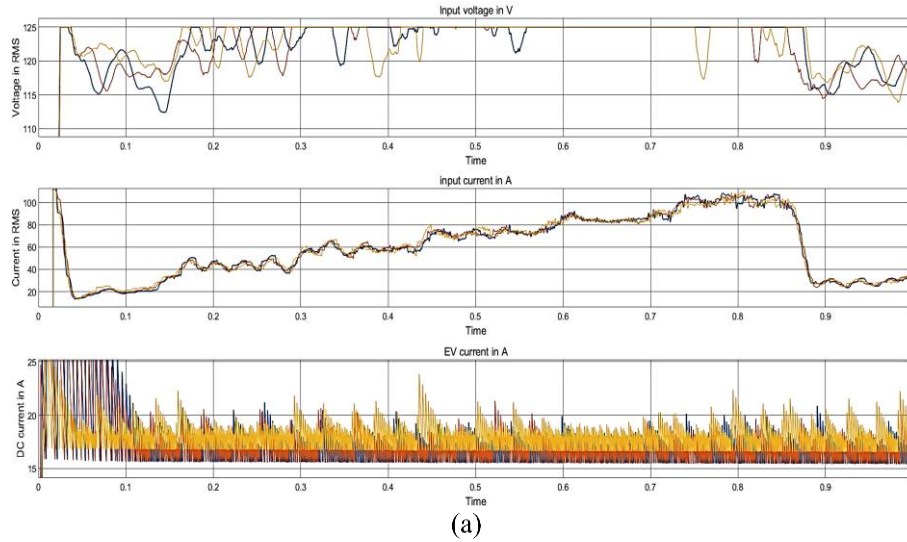 Input voltage in V
Voltage in RMS
125
120
115
110
0 0.1 0.2 0.3 0.4 0.5 0.6 0.7 0.8 0.9
Time
input current in A
Current in RMS
100
80
60
40
20
0 0.1 0.2 0.3 0.4 0.5 0.6 0.7 0.8 0.9
Time
EV current in A
DC current in A
25
20
15
0 0.1 0.2 0.3 0.4 0.5 0.6 0.7 0.8 0.9
Time
(a)